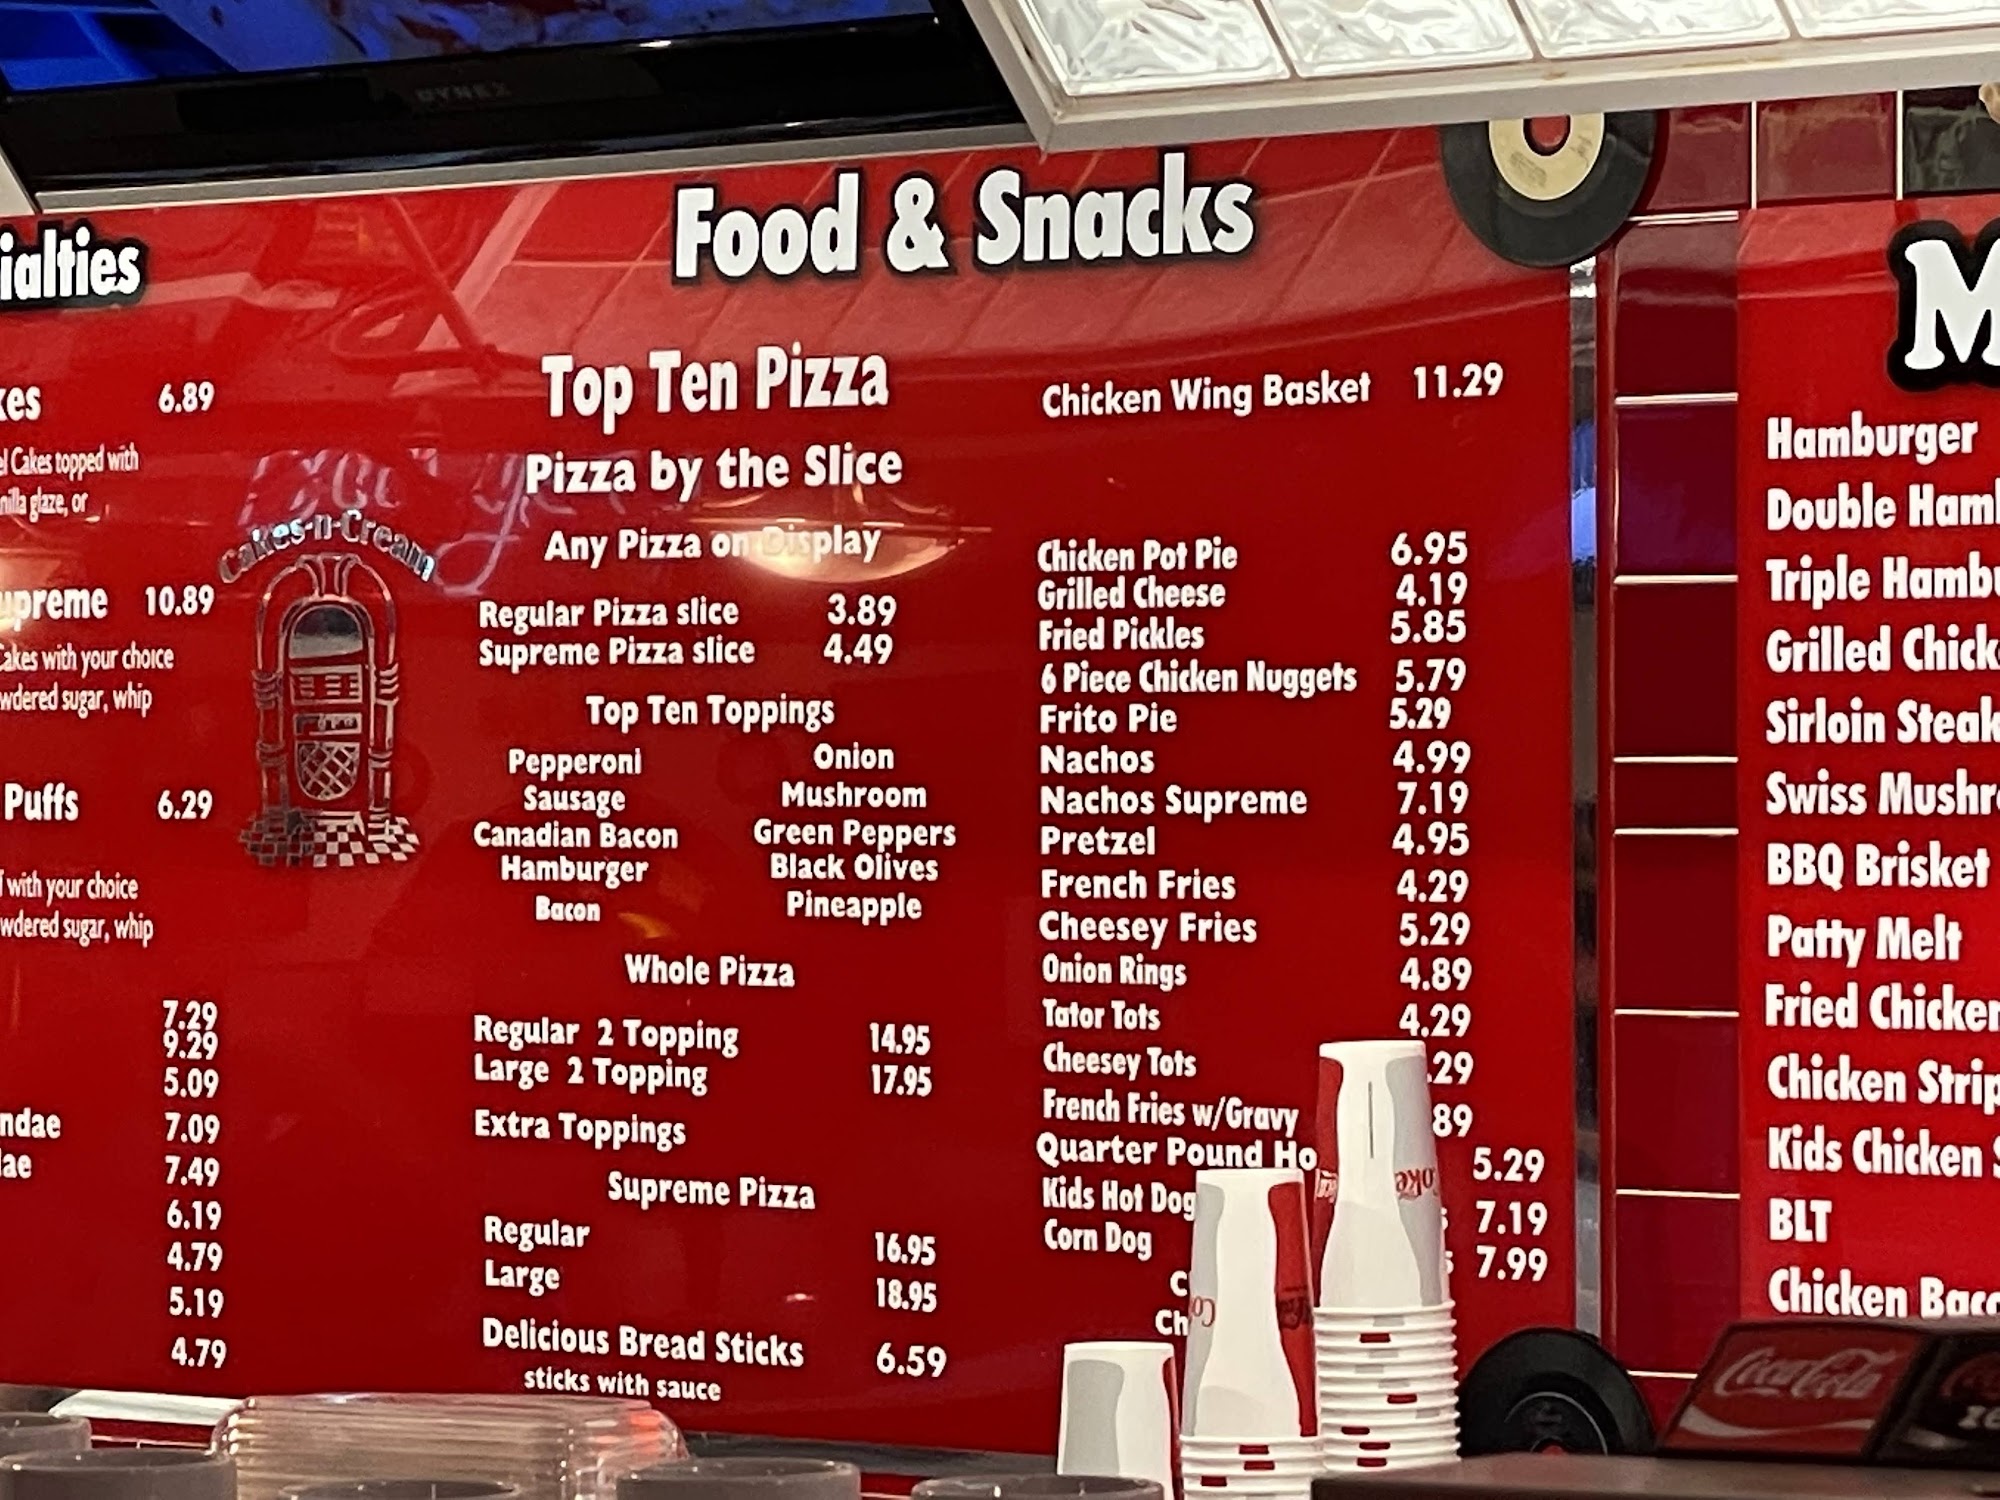 DYNEX
ialties
kes 6.89
el Cakes topped with
nilla glaze, or
upreme 10.89
Cakes with your choice
wdered sugar, whip
Puffs 6.29
with your choice
wdered sugar, whip
7.29
9.29
5.09
ndae 7.09
dae 7.49
6.19
4.79
5.19
4.79
Cakes-n-Cream
Food & Snacks
Top Ten Pizza
Pizza by the Slice
Any Pizza on Display
Regular Pizza slice 3.89
Supreme Pizza slice 4.49
Top Ten Toppings
Pepperoni Onion
Sausage Mushroom
Canadian Bacon Green Peppers
Hamburger Black Olives
Bacon Pineapple
Whole Pizza
Regular 2 Topping 14.95
Large 2 Topping 17.95
Extra Toppings
Supreme Pizza
Regular 16.95
Large 18.95
Delicious Bread Sticks 6.59
sticks with sauce
Chicken Wing Basket 11.29
Chicken Pot Pie 6.95
Grilled Cheese 4.19
Fried Pickles 5.85
6 Piece Chicken Nuggets 5.79
Frito Pie 5.29
Nachos 4.99
Nachos Supreme 7.19
Pretzel 4.95
French Fries 4.29
Cheesey Fries 5.29
Onion Rings 4.89
Tator Tots 4.29
Cheesey Tots .29
French Fries w/Gravy 89
Quarter Pound Ho 5.29
Kids Hot Dog 7.19
Corn Dog 7.99
C
Ch
M
Hamburger
Double Hamb
Triple Hambu
Grilled Chick
Sirloin Steak
Swiss Mushro
BBQ Brisket
Patty Melt
Fried Chicken
Chicken Strip
Kids Chicken S
BLT
Chicken Baco
Coca-Cola